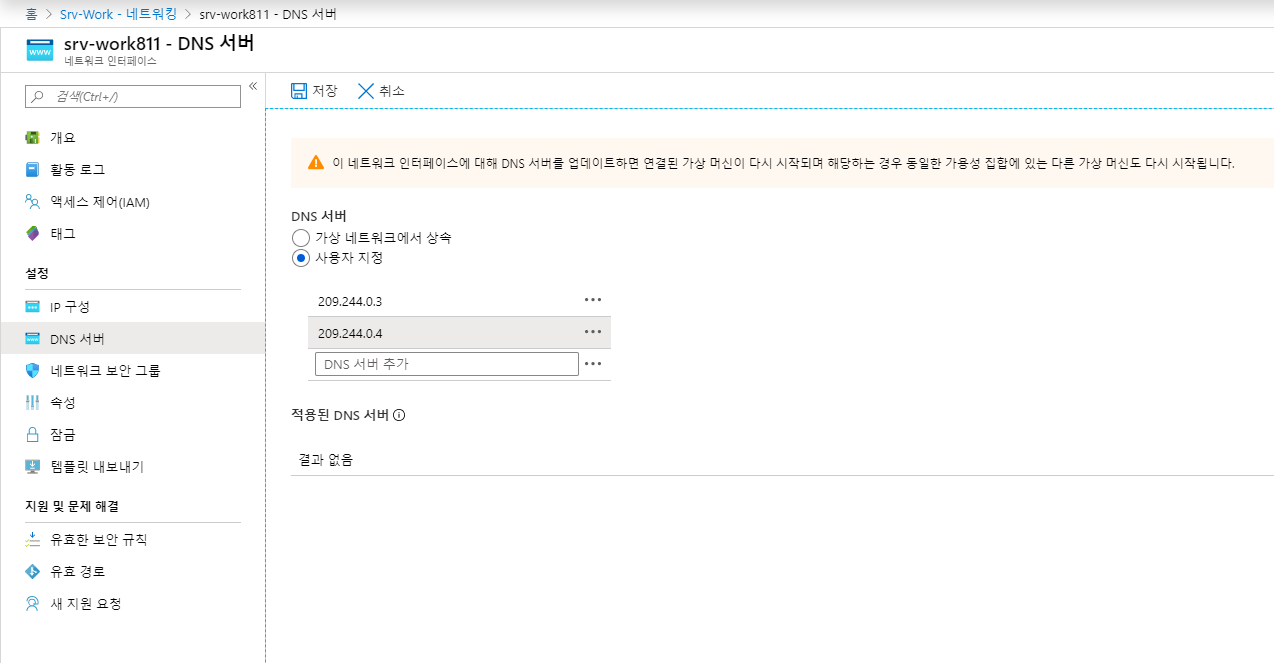 홈 > Srv-Work - 네트워킹 > srv-work811 - DNS 서버
www
srv-work811 - DNS 서버
네트워크 인터페이스
검색(Ctrl+/)
«
개요
활동 로그
액세스 제어(IAM)
태그
설정
IP 구성
DNS 서버
네트워크 보안 그룹
속성
잠금
템플릿 내보내기
지원 및 문제 해결
유효한 보안 규칙
유효 경로
새 지원 요청
저장 취소
이 네트워크 인터페이스에 대해 DNS 서버를 업데이트하면 연결된 가상 머신이 다시 시작되며 해당하는 경우 동일한 가용성 집합에 있는 다른 가상 머신도 다시 시작됩니다.
DNS 서버
가상 네트워크에서 상속
사용자 지정
209.244.0.3 •••
209.244.0.4 •••
DNS 서버 추가 •••
적용된 DNS 서버
결과 없음